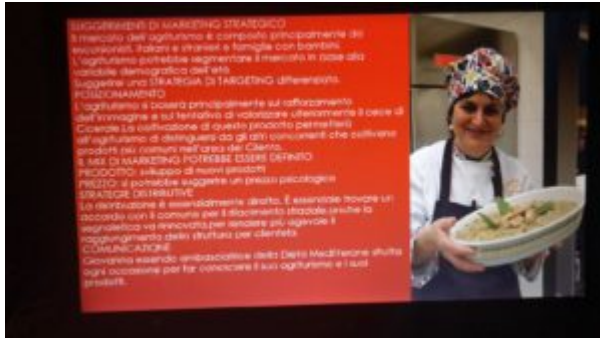 SUGGERIMENTI DI MARKETING STRATEGICO
Il mercato dell'agriturismo è composto principalmente da
escursionisti, italiani e stranieri e famiglie con bambini.
L'agriturismo potrebbe segmentare il mercato in base alla
variabile demografica dell'età.
Suggerirei una STRATEGIA DI TARGETING differenziato.
POSIZIONAMENTO
L'agriturismo si baserà principalmente sul rafforzamento
dell'immagine e sul tentativo di valorizzare ulteriormente il cece di
Cicerale. La coltivazione di questo prodotto permetterà
all'agriturismo di distinguersi da gli altri concorrenti che coltivano
prodotti più comuni nell'area del Cilento.
IL MIX DI MARKETING POTREBBE ESSERE DEFINITO
PRODOTTO: sviluppo di nuovi prodotti
PREZZO: si potrebbe suggerire un prezzo psicologico
STRATEGIE DISTRIBUTIVE
La distribuzione è essenzialmente diretta. È essenziale trovare un
accordo con il comune per il rifacimento stradale, anche la
segnaletica va rinnovata, per rendere più agevole il
raggiungimento della struttura per clientela
COMUNICAZIONE
Giovanna essendo ambasciatrice della Dieta Mediterranea sfrutta
ogni occasione per far conoscere il suo agriturismo e i suoi
prodotti.